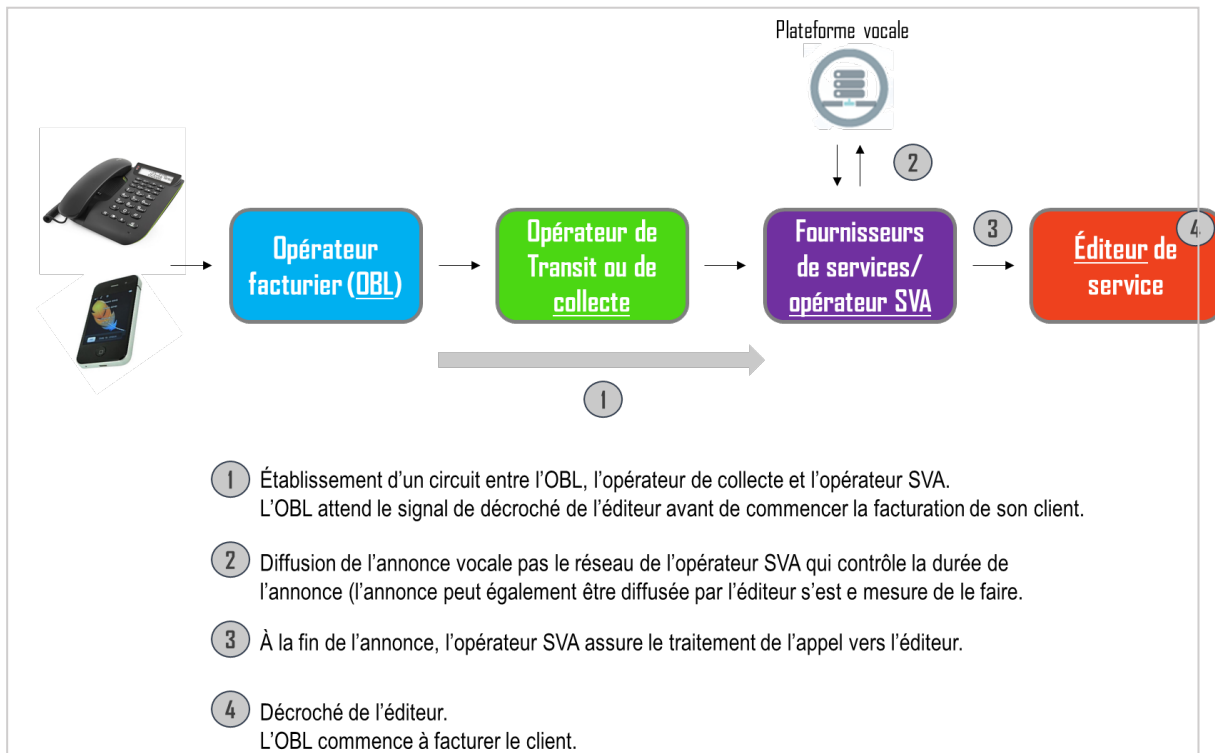 Plateforme vocale
2
Opérateur
facturier (OBL)
Opérateur de
Transit ou de
collecte
Fournisseurs
de services/
opérateur SVA
3
Éditeur de
service
4
1
1 Établissement d’un circuit entre l’OBL, l’opérateur de collecte et l’opérateur SVA.
L’OBL attend le signal de décroché de l’éditeur avant de commencer la facturation de son client.
2 Diffusion de l’annonce vocale pas le réseau de l’opérateur SVA qui contrôle la durée de
l’annonce (l’annonce peut également être diffusée par l’éditeur s’est e mesure de le faire.
3 À la fin de l’annonce, l’opérateur SVA assure le traitement de l’appel vers l’éditeur.
4 Décroché de l’éditeur.
L’OBL commence à facturer le client.